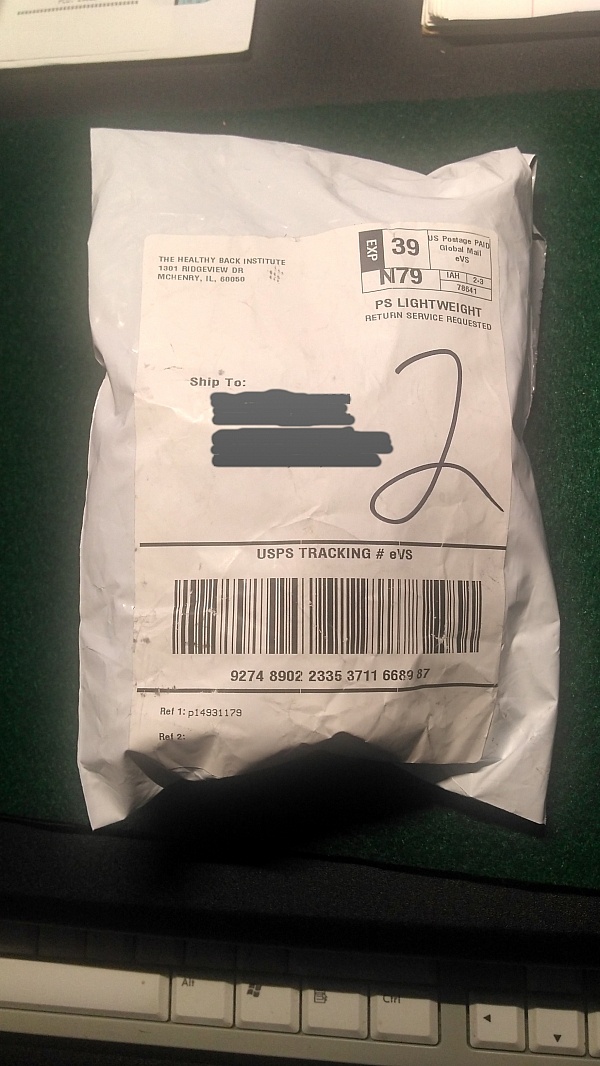 THE HEALTHY BACK INSTITUTE
1301 RIDGEVIEW DR
MCHENRY, IL, 60050
EXP
39
N79
US Postage PAID
Global Mail
eVS
IAH 2-3
78641
PS LIGHTWEIGHT
RETURN SERVICE REQUESTED
Ship To:
2
USPS TRACKING # eVS
9274 8902 2335 3711 6689 87
Ref 1: p14931179
Ref 2:
Alt
Ctrl